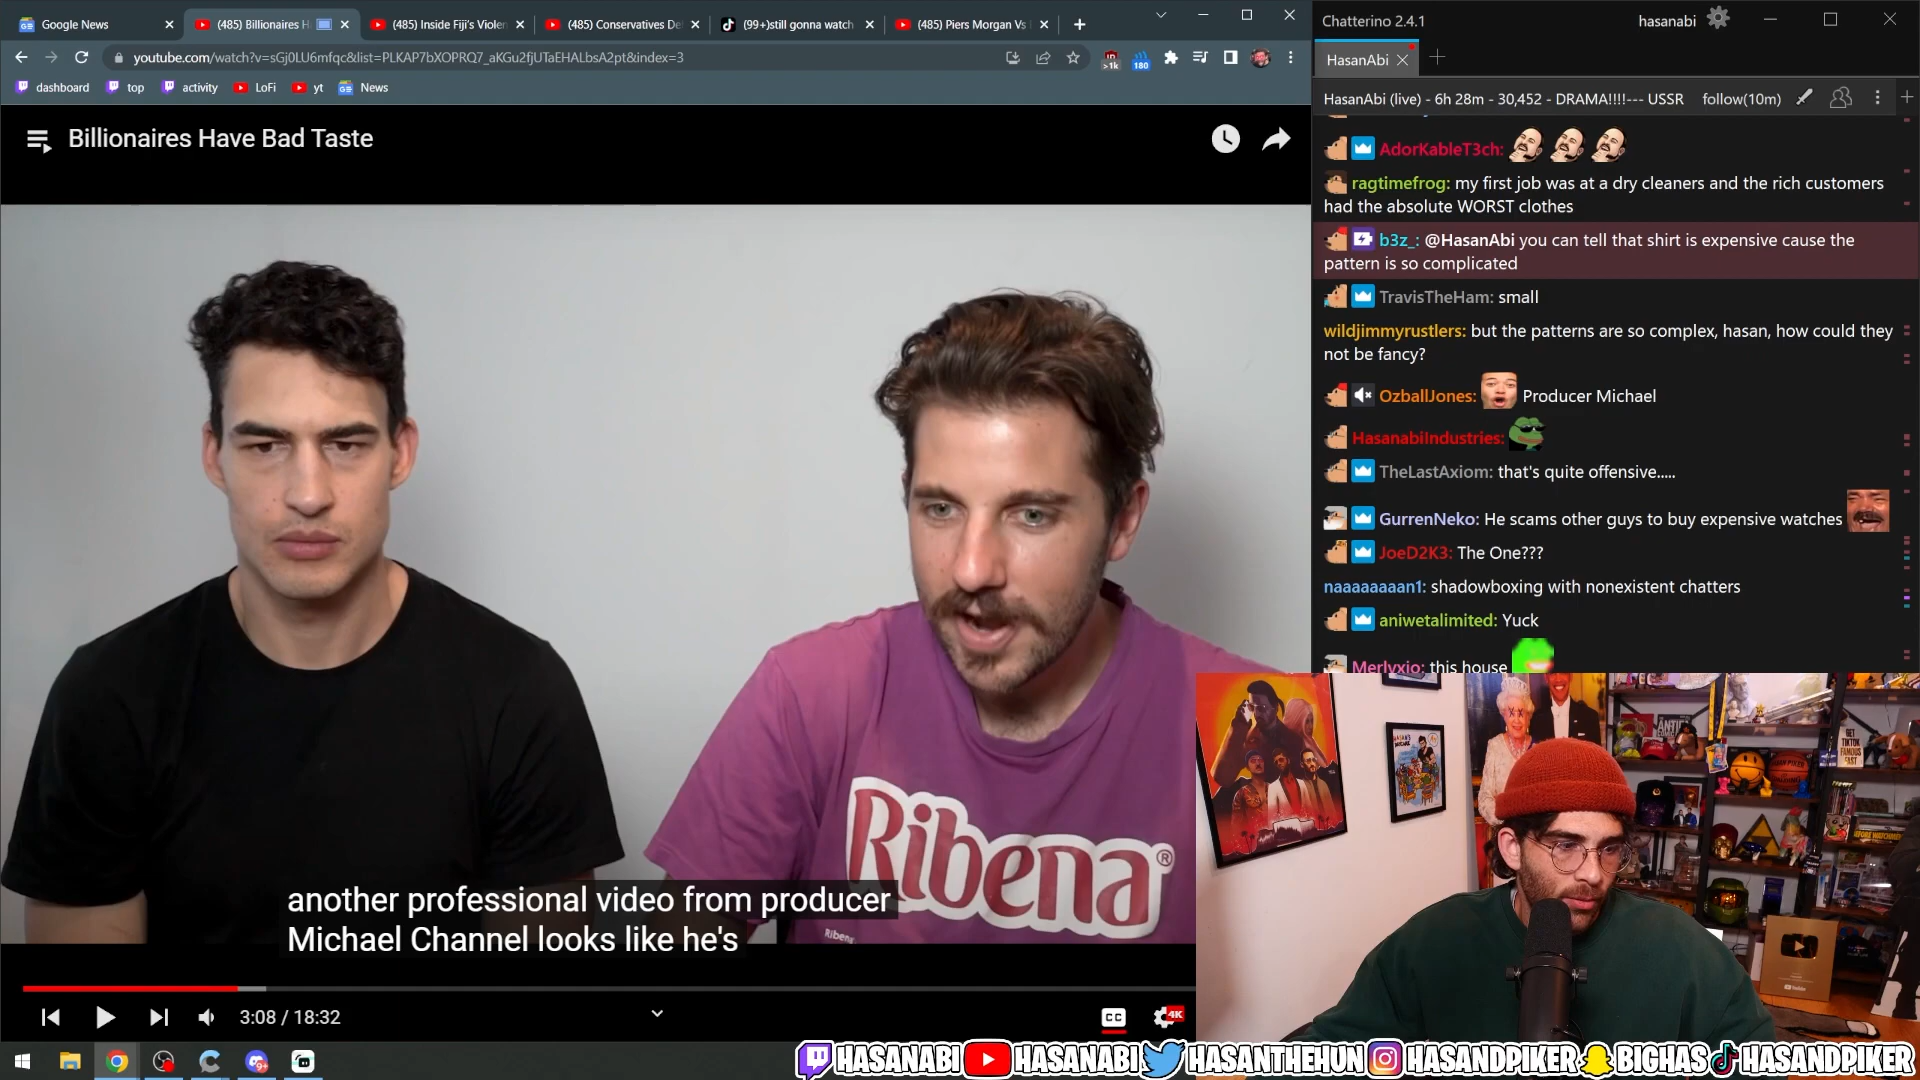 Google News
(485) Billionaires H
(485) Inside Fiji's Violen
(485) Conservatives De
(99+)still gonna watch
(485) Piers Morgan Vs
youtube.com/watch?v=sGj0LU6mfqc&list=PLKAP7bXOPRQ7_aKGu2fjUTaEHALbsA2pt&index=3
>1k
180
dashboard
top
activity
LoFi
yt
News
Billionaires Have Bad Taste
Ribena®
another professional video from producer
Michael Channel looks like he's
3:08 / 18:32
CC
4K
Chatterino 2.4.1
hasanabi
HasanAbi
HasanAbi (live) - 6h 28m - 30,452 - DRAMA!!!!--- USSR
follow(10m)
AdorKableT3ch:
ragtimefrog: my first job was at a dry cleaners and the rich customers
had the absolute WORST clothes
b3z_: @HasanAbi you can tell that shirt is expensive cause the
pattern is so complicated
TravisTheHam: small
wildjimmyrustlers: but the patterns are so complex, hasan, how could they
not be fancy?
OzballJones: Producer Michael
HasanabiIndustries:
TheLastAxiom: that's quite offensive.....
GurrenNeko: He scams other guys to buy expensive watches
JoeD2K3: The One???
naaaaaaaan1: shadowboxing with nonexistent chatters
aniwetalimited: Yuck
Merlyxio: this house
HASANABI HASANABI HASANTHEHUN HASANDPIKER BIGHAS HASANDPIKER